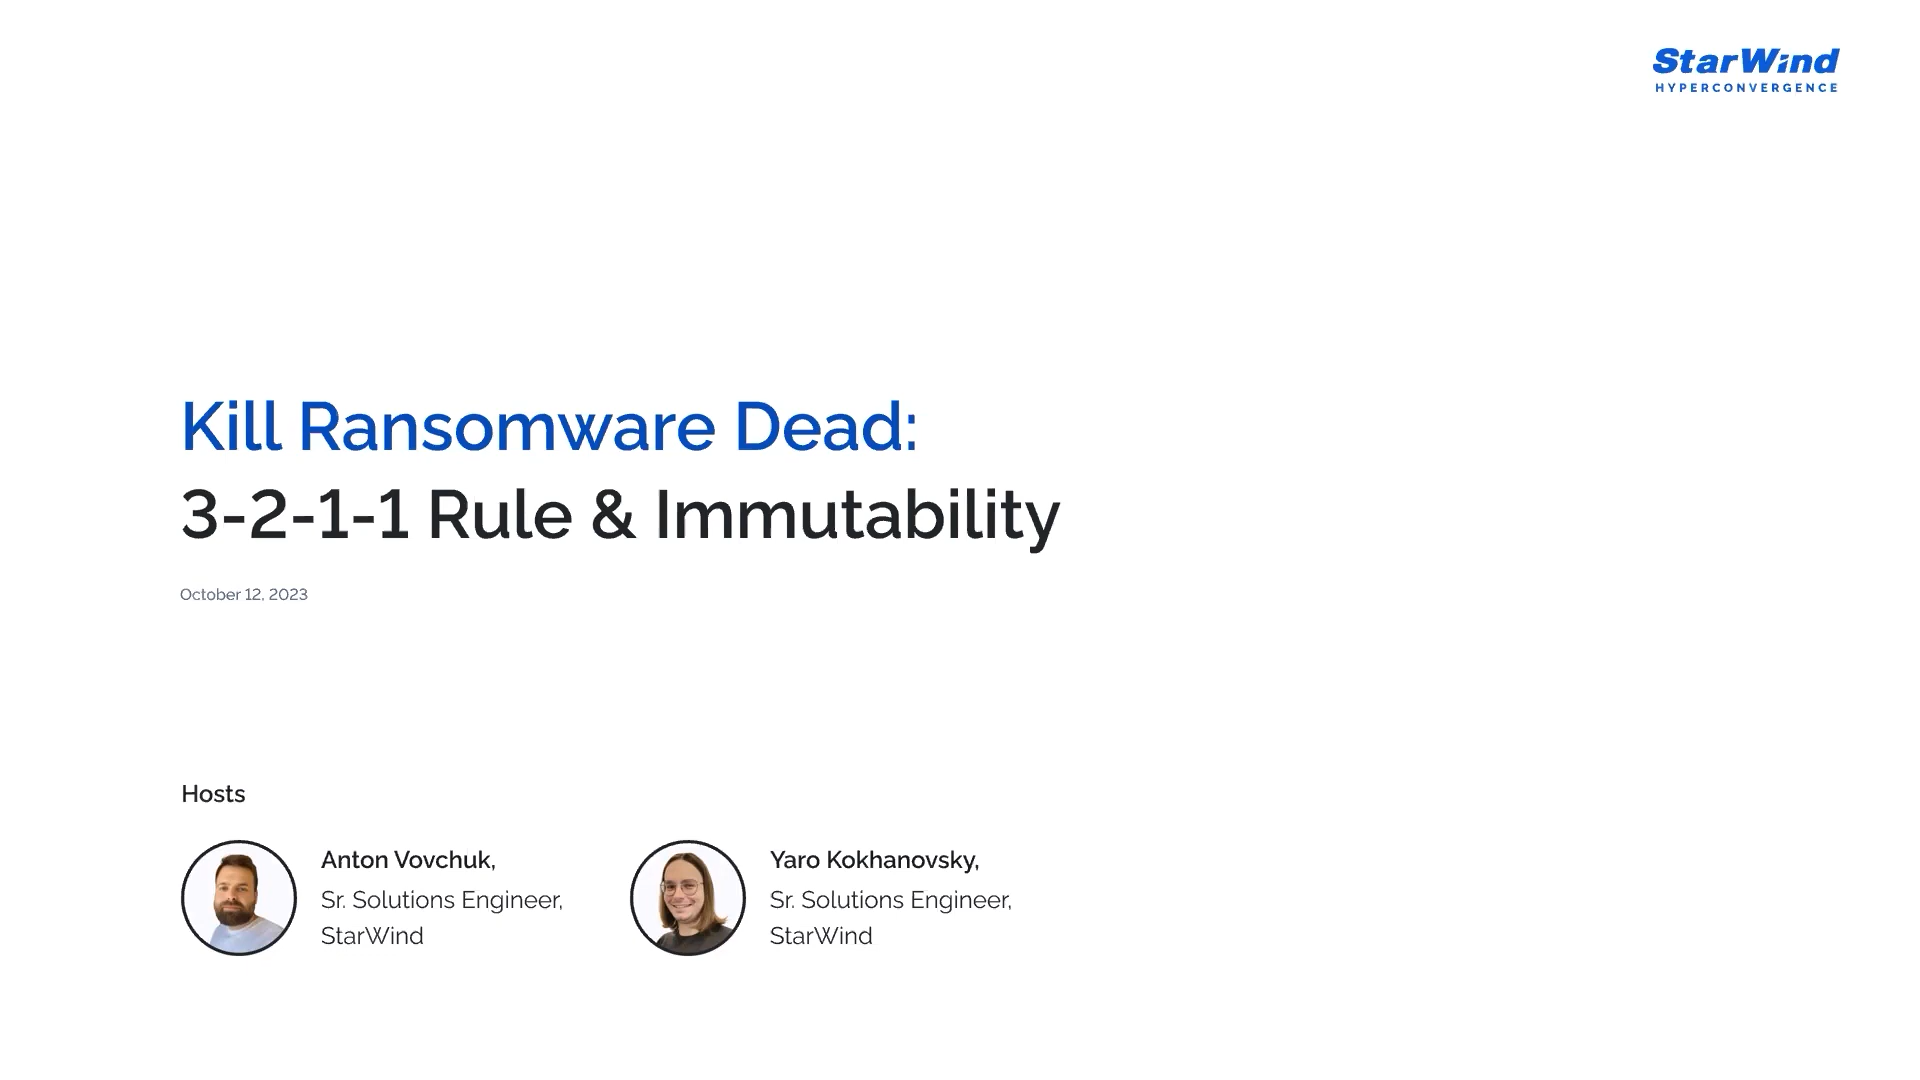 StarWind
HYPERCONVERGENCE
Kill Ransomware Dead:
3-2-1-1 Rule & Immutability
October 12, 2023
Hosts
Anton Vovchuk,
Sr. Solutions Engineer,
StarWind
Yaro Kokhanovsky,
Sr. Solutions Engineer,
StarWind